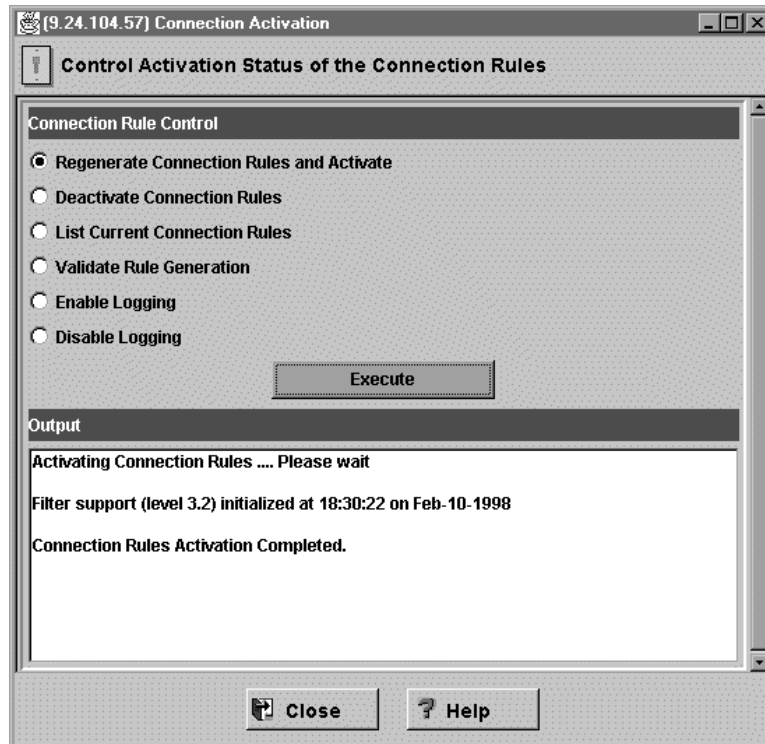 (9.24.104.57) Connection Activation
Control Activation Status of the Connection Rules
Connection Rule Control
Regenerate Connection Rules and Activate
Deactivate Connection Rules
List Current Connection Rules
Validate Rule Generation
Enable Logging
Disable Logging
Execute
Output
Activating Connection Rules .... Please wait
Filter support (level 3.2) initialized at 18:30:22 on Feb-10-1998
Connection Rules Activation Completed.
Close
Help